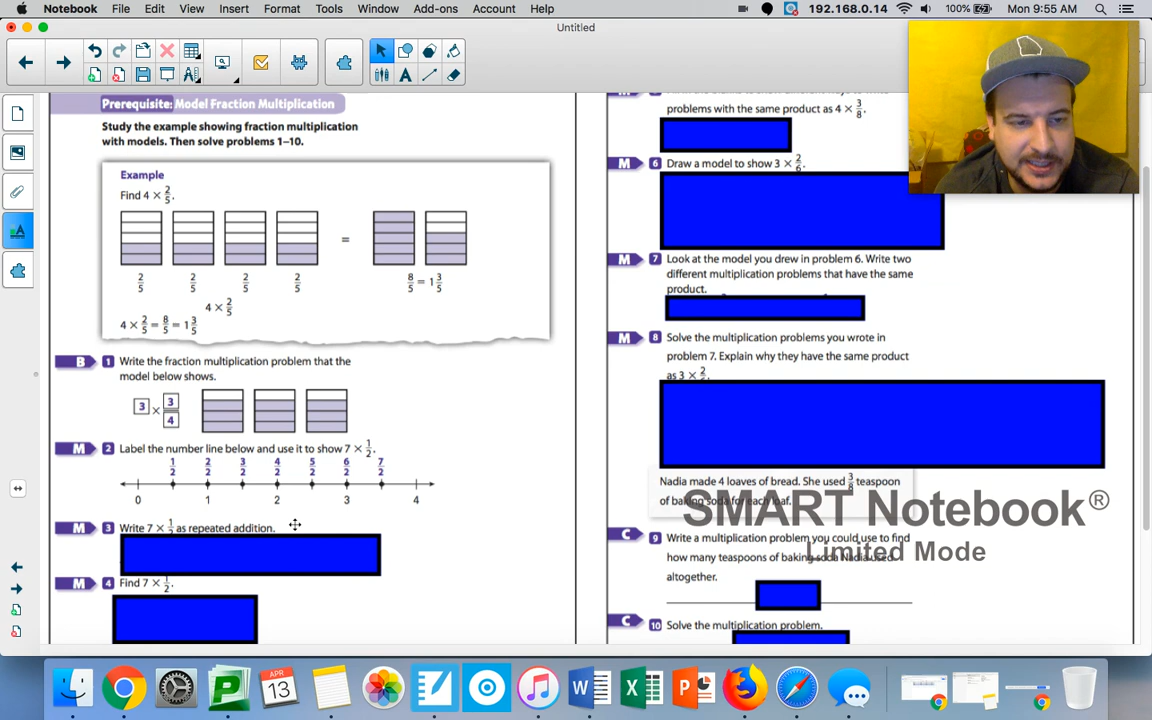 Notebook File Edit View Insert Format Tools Window Add-ons Account Help 192.168.0.14 100% Mon 9:55 AM
Untitled
Prerequisite: Model Fraction Multiplication
Study the example showing fraction multiplication
with models. Then solve problems 1–10.
Example
Find 4 × 2/5.
=
2/5 2/5 2/5 2/5 8/5 = 1 3/5
4 × 2/5
4 × 2/5 = 8/5 = 1 3/5
B 1 Write the fraction multiplication problem that the
model below shows.
3 × 3/4
M 2 Label the number line below and use it to show 7 × 1/2.
1/2 2/2 3/2 4/2 5/2 6/2 7/2
0 1 2 3 4
M 3 Write 7 × 1/2 as repeated addition.
M 4 Find 7 × 1/2.
problems with the same product as 4 × 3/8.
M 6 Draw a model to show 3 × 2/6.
M 7 Look at the model you drew in problem 6. Write two
different multiplication problems that have the same
product.
M 8 Solve the multiplication problems you wrote in
problem 7. Explain why they have the same product
as 3 × 2/
Nadia made 4 loaves of bread. She used 3/8 teaspoon
of baking soda for each loaf.
SMART Notebook®
Limited Mode
C 9 Write a multiplication problem you could use to find
how many teaspoons of baking soda Nadia used
altogether.
C 10 Solve the multiplication problem.
APR
13